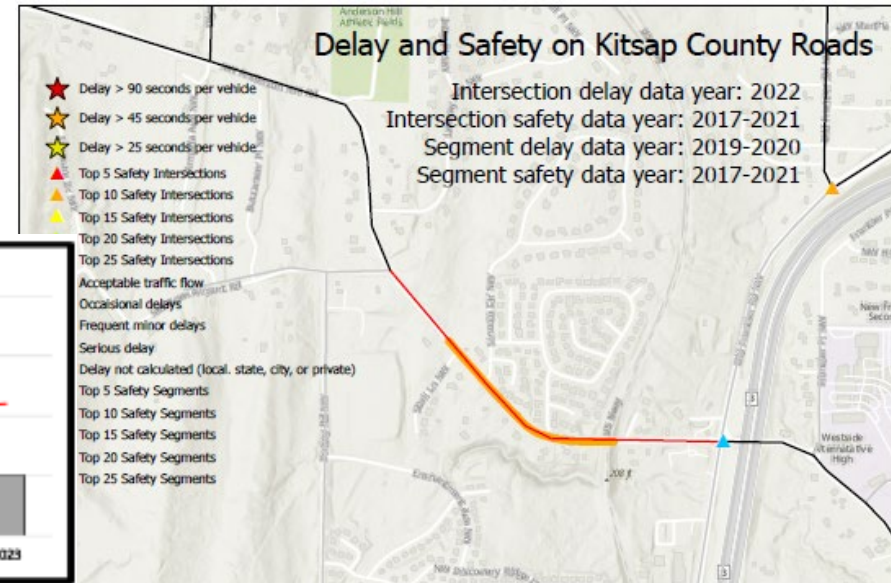 Anderson Hill
Athletic Fields
Delay and Safety on Kitsap County Roads
Intersection delay data year: 2022
Intersection safety data year: 2017-2021
Segment delay data year: 2019-2020
Segment safety data year: 2017-2021
Delay > 90 seconds per vehicle
Delay > 45 seconds per vehicle
Delay > 25 seconds per vehicle
Top 5 Safety Intersections
Top 10 Safety Intersections
Top 15 Safety Intersections
Top 20 Safety Intersections
Top 25 Safety Intersections
Acceptable traffic flow
Occaisional delays
Frequent minor delays
Serious delay
Delay not calculated (local. state, city, or private)
Top 5 Safety Segments
Top 10 Safety Segments
Top 15 Safety Segments
Top 20 Safety Segments
Top 25 Safety Segments
3
Westside
Alternative
High
208 ft
3